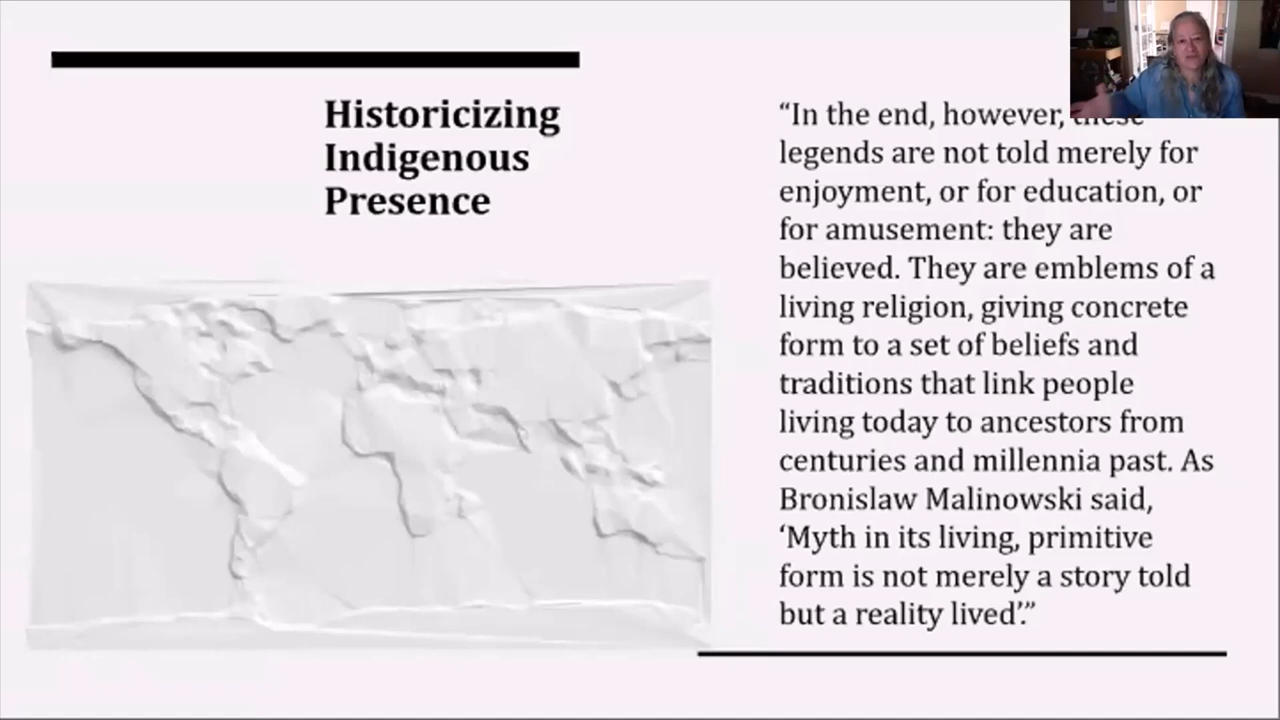 Historicizing
Indigenous
Presence
“In the end, however, these
legends are not told merely for
enjoyment, or for education, or
for amusement: they are
believed. They are emblems of a
living religion, giving concrete
form to a set of beliefs and
traditions that link people
living today to ancestors from
centuries and millennia past. As
Bronislaw Malinowski said,
‘Myth in its living, primitive
form is not merely a story told
but a reality lived’.”